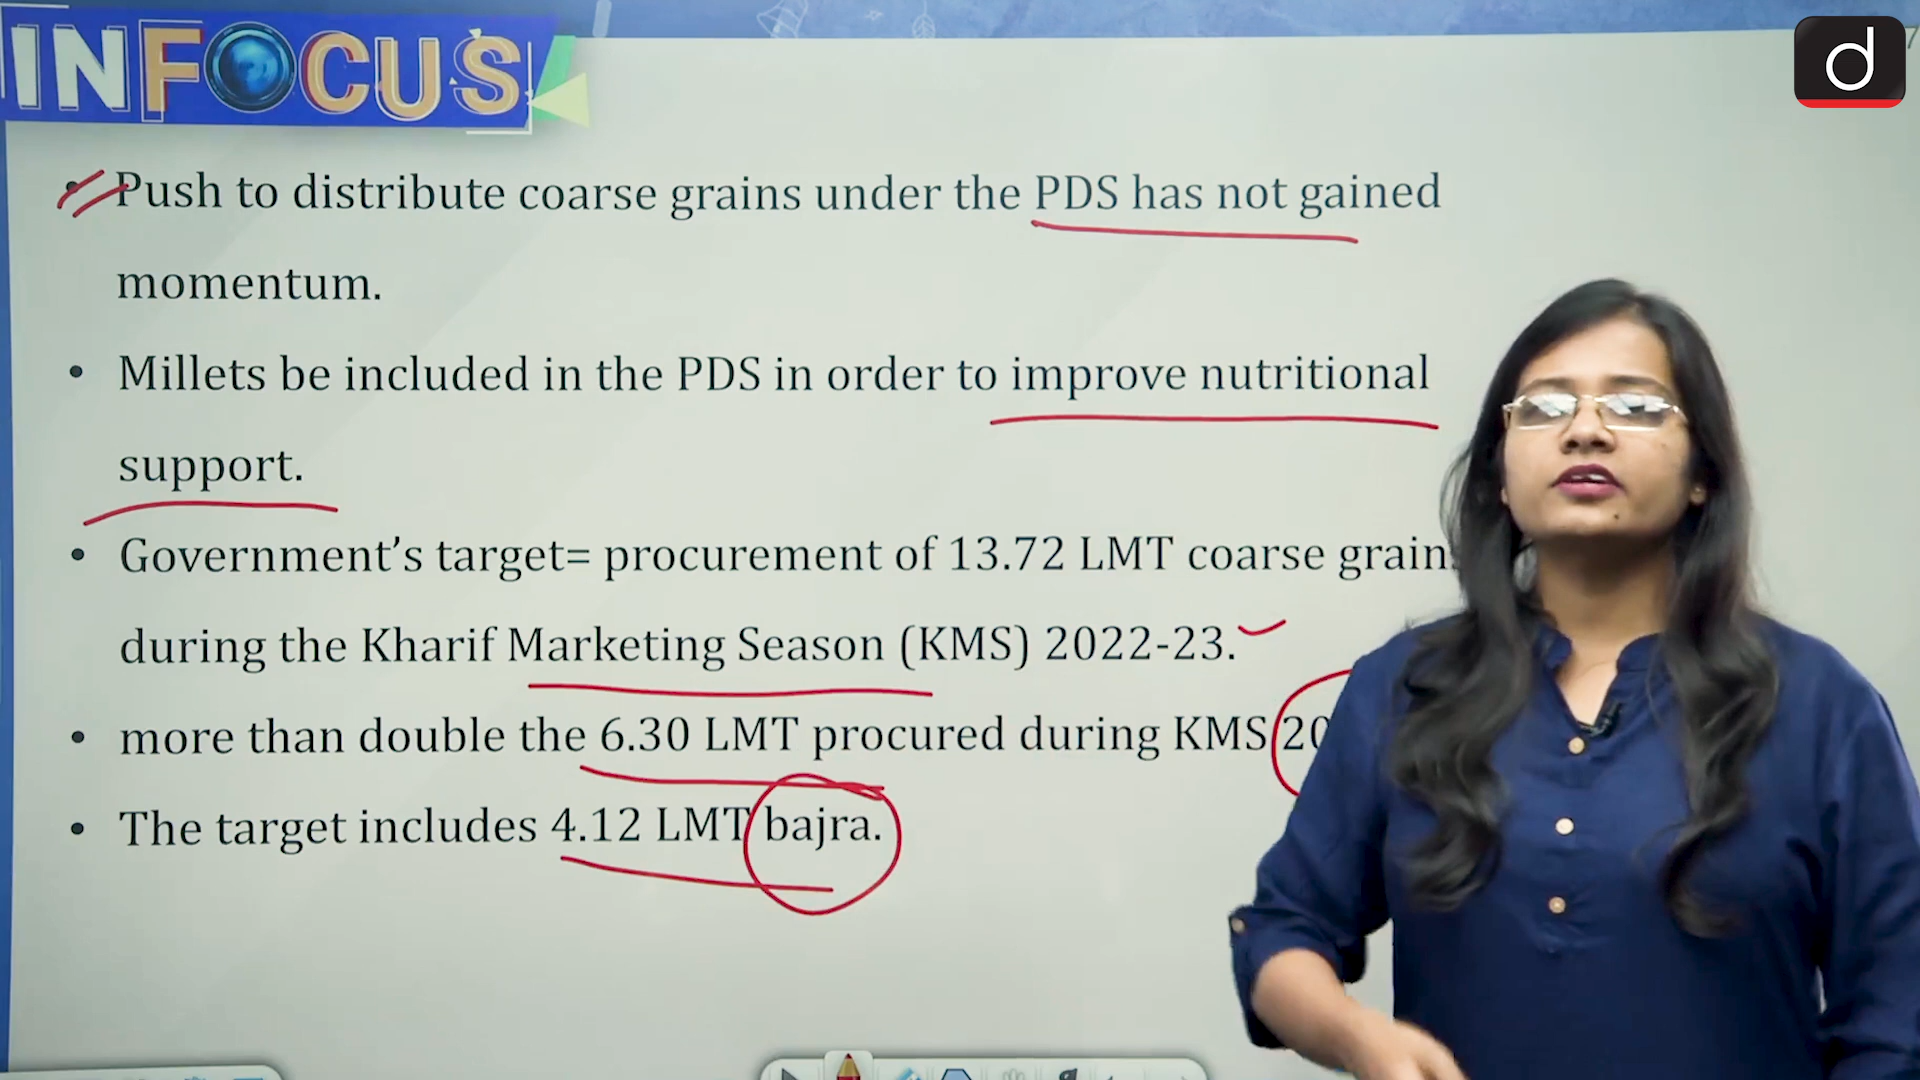 INFOCUS
d
• Push to distribute coarse grains under the PDS has not gained
momentum.
• Millets be included in the PDS in order to improve nutritional
support.
• Government’s target= procurement of 13.72 LMT coarse grain
during the Kharif Marketing Season (KMS) 2022-23.
• more than double the 6.30 LMT procured during KMS 20
• The target includes 4.12 LMT bajra.